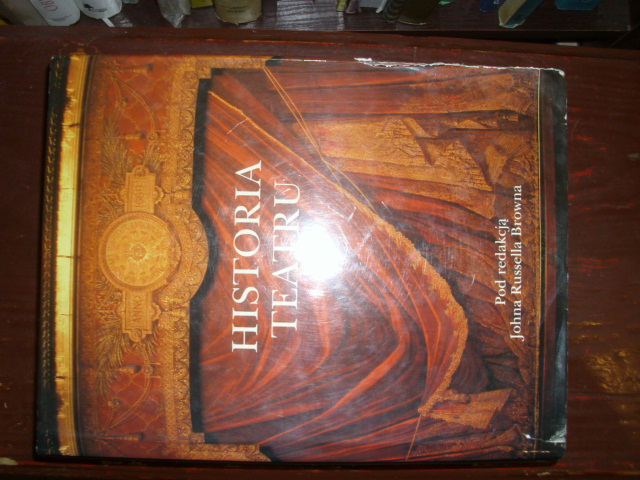 HISTORIA
TEATRU
Pod redakcją
Johna Russella Browna